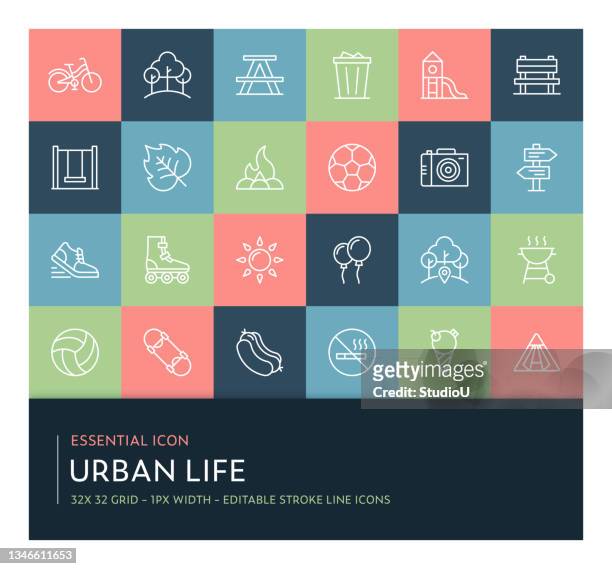 gettyimages
Credit: StudioU
ESSENTIAL ICON
URBAN LIFE
32X 32 GRID – 1PX WIDTH – EDITABLE STROKE LINE ICONS
1346611653